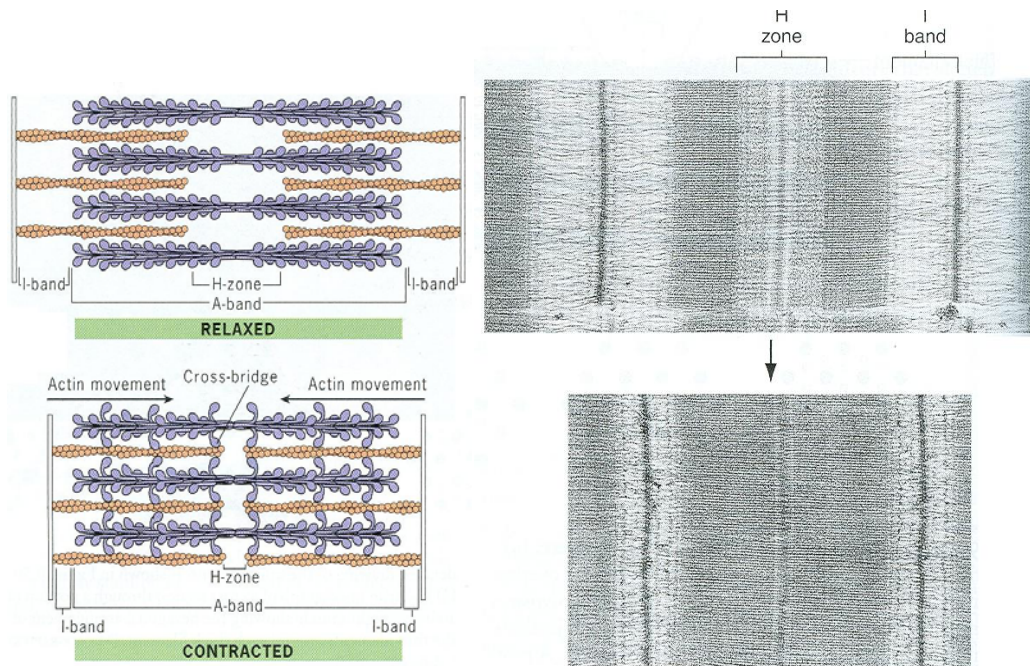 I-band
H-zone
I-band
A-band
RELAXED
Actin movement
Cross-bridge
Actin movement
H-zone
A-band
I-band
I-band
CONTRACTED
H
zone
I
band